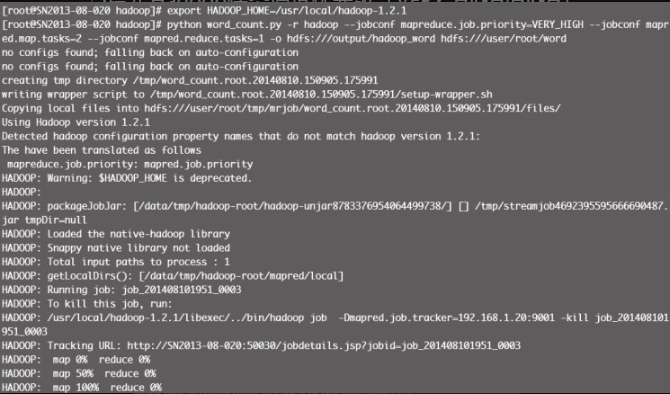 [root@SN2013-08-020 hadoop]# export HADOOP_HOME=/usr/local/hadoop-1.2.1
[root@SN2013-08-020 hadoop]# python word_count.py -r hadoop --jobconf mapreduce.job.priority=VERY_HIGH --jobconf mapr
ed.map.tasks=2 --jobconf mapred.reduce.tasks=1 -o hdfs:///output/hadoop_word hdfs:///user/root/word
no configs found; falling back on auto-configuration
no configs found; falling back on auto-configuration
creating tmp directory /tmp/word_count.root.20140810.150905.175991
writing wrapper script to /tmp/word_count.root.20140810.150905.175991/setup-wrapper.sh
Copying local files into hdfs:///user/root/tmp/mrjob/word_count.root.20140810.150905.175991/files/
Using Hadoop version 1.2.1
Detected hadoop configuration property names that do not match hadoop version 1.2.1:
The have been translated as follows
mapreduce.job.priority: mapred.job.priority
HADOOP: Warning: $HADOOP_HOME is deprecated.
HADOOP:
HADOOP: packageJobJar: [/data/tmp/hadoop-root/hadoop-unjar8783376954064499738/] [] /tmp/streamjob4692395595666690487.
jar tmpDir=null
HADOOP: Loaded the native-hadoop library
HADOOP: Snappy native library not loaded
HADOOP: Total input paths to process : 1
HADOOP: getLocalDirs(): [/data/tmp/hadoop-root/mapred/local]
HADOOP: Running job: job_201408101951_0003
HADOOP: To kill this job, run:
HADOOP: /usr/local/hadoop-1.2.1/libexec/../bin/hadoop job  -Dmapred.job.tracker=192.168.1.20:9001 -kill job_201408101
951_0003
HADOOP: Tracking URL: http://SN2013-08-020:50030/jobdetails.jsp?jobid=job_201408101951_0003
HADOOP:  map 0%  reduce 0%
HADOOP:  map 50%  reduce 0%
HADOOP:  map 100%  reduce 0%